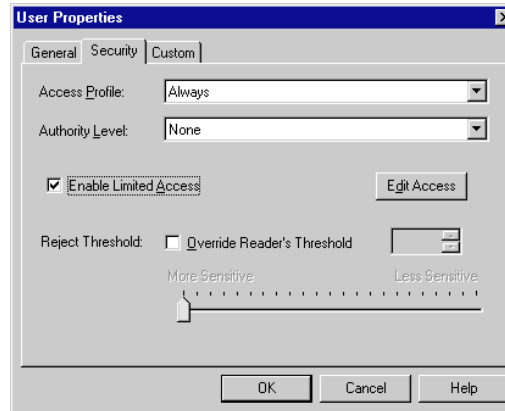 User Properties
General Security Custom
Access Profile: Always
Authority Level: None
Enable Limited Access Edit Access
Reject Threshold: Override Reader's Threshold
More Sensitive Less Sensitive
OK Cancel Help